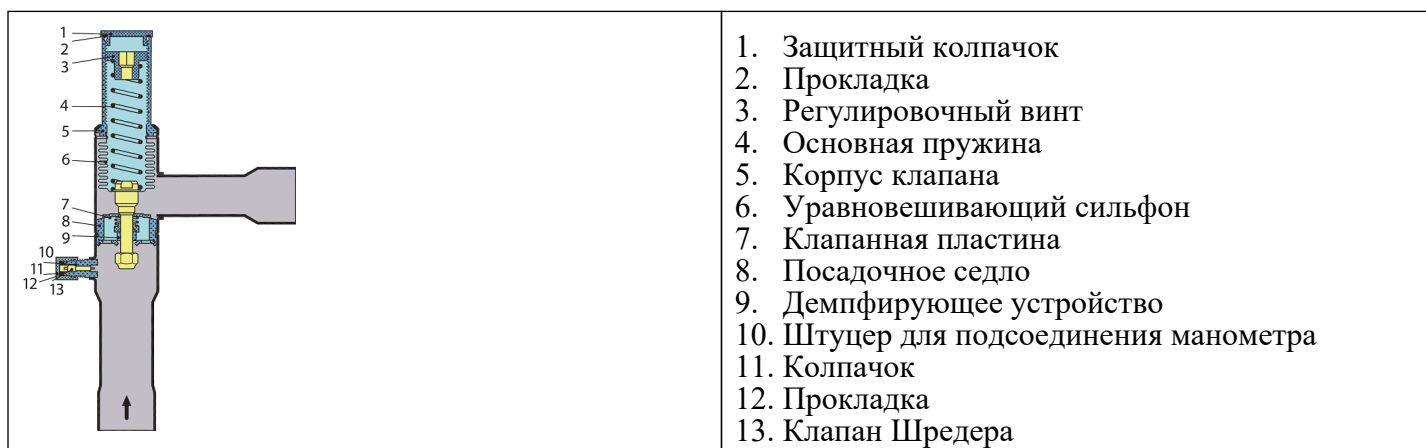 1
2
3
4
5
6
7
8
9
10
11
12
13
1. Защитный колпачок
2. Прокладка
3. Регулировочный винт
4. Основная пружина
5. Корпус клапана
6. Уравновешивающий сильфон
7. Клапанная пластина
8. Посадочное седло
9. Демпфирующее устройство
10. Штуцер для подсоединения манометра
11. Колпачок
12. Прокладка
13. Клапан Шредера